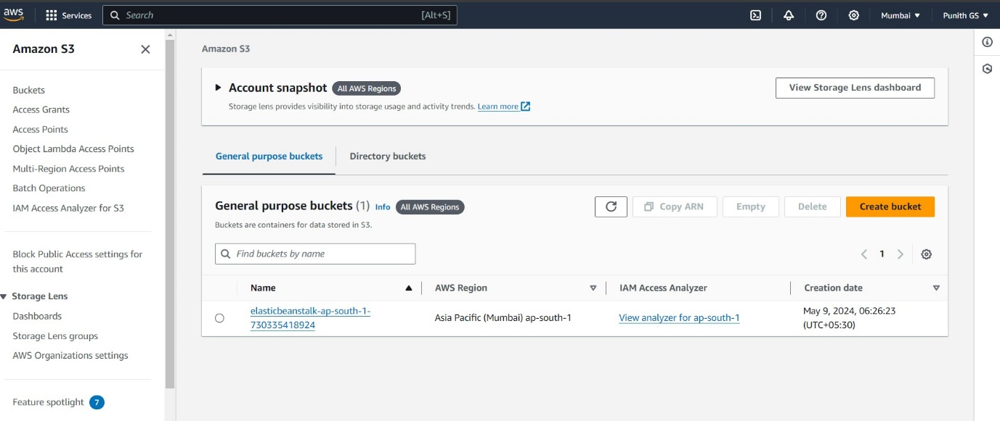 aws
Services
Search [Alt+S]
Mumbai ▼
Punith GS ▼
Amazon S3
Buckets
Access Grants
Access Points
Object Lambda Access Points
Multi-Region Access Points
Batch Operations
IAM Access Analyzer for S3
Block Public Access settings for
this account
Storage Lens
Dashboards
Storage Lens groups
AWS Organizations settings
Feature spotlight 7
Amazon S3
Account snapshot All AWS Regions
Storage lens provides visibility into storage usage and activity trends. Learn more
View Storage Lens dashboard
General purpose buckets
Directory buckets
General purpose buckets (1) Info All AWS Regions
Buckets are containers for data stored in S3.
Copy ARN
Empty
Delete
Create bucket
Find buckets by name
1
Name
AWS Region
IAM Access Analyzer
Creation date
elasticbeanstalk-ap-south-1-
730335418924
Asia Pacific (Mumbai) ap-south-1
View analyzer for ap-south-1
May 9, 2024, 06:26:23
(UTC+05:30)